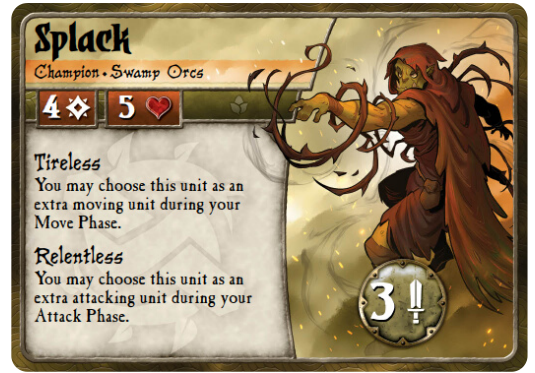 Splack
Champion • Swamp Orcs
4 5
Tireless
You may choose this unit as an
extra moving unit during your
Move Phase.
Relentless
You may choose this unit as an
extra attacking unit during your
Attack Phase.
3